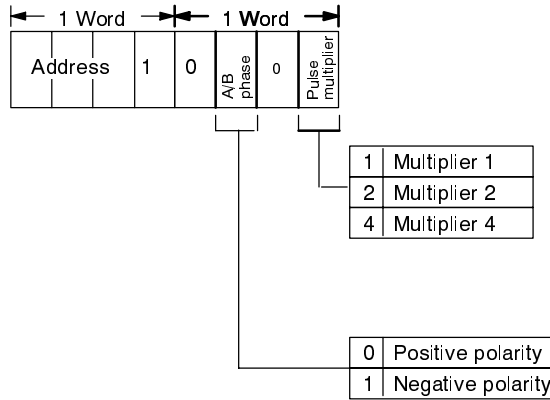 1 Word 1 Word
Address 1 0 A/B phase 0 Pulse multiplier
1 Multiplier 1
2 Multiplier 2
4 Multiplier 4
0 Positive polarity
1 Negative polarity